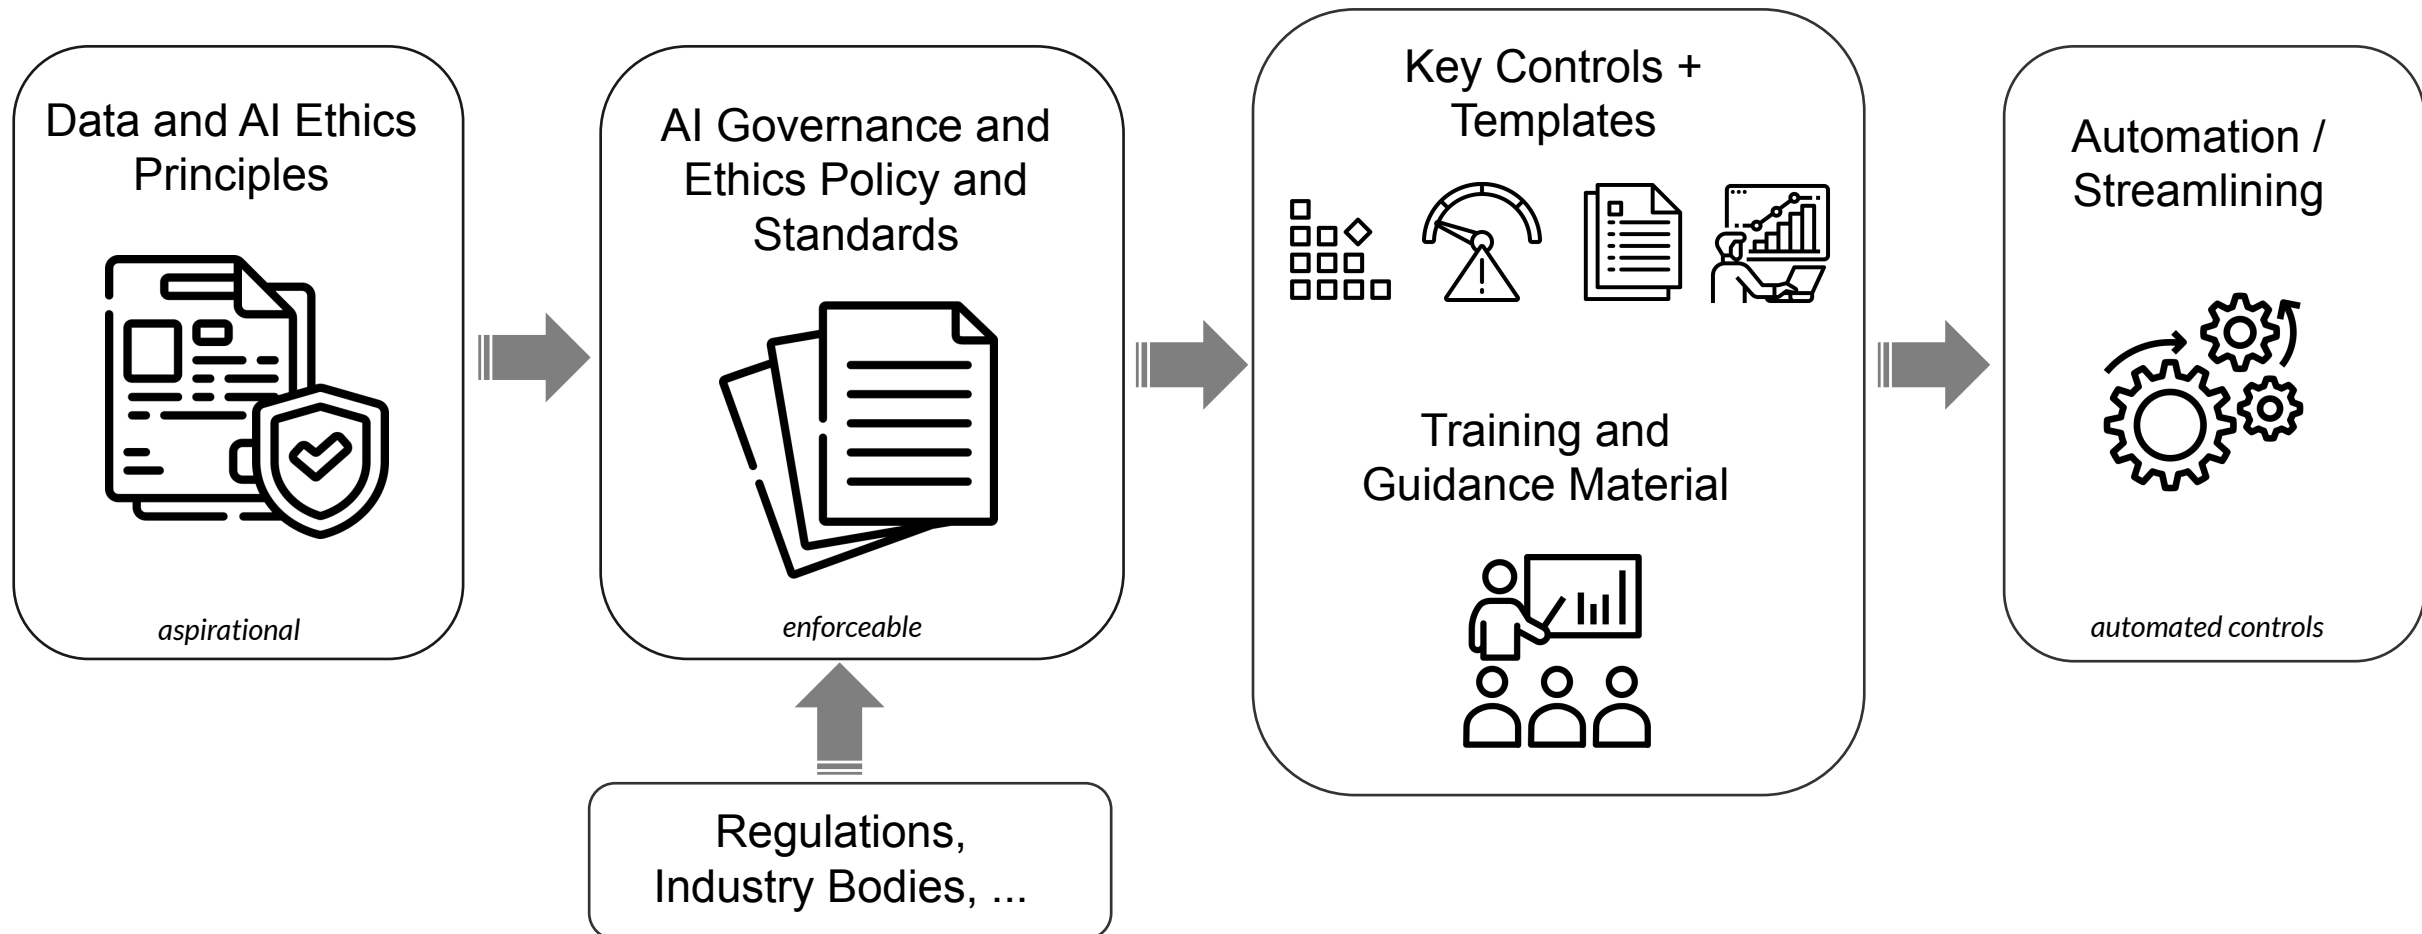 Data and AI Ethics
Principles
aspirational
AI Governance and
Ethics Policy and
Standards
enforceable
Regulations,
Industry Bodies, ...
Key Controls +
Templates
Training and
Guidance Material
Automation /
Streamlining
automated controls